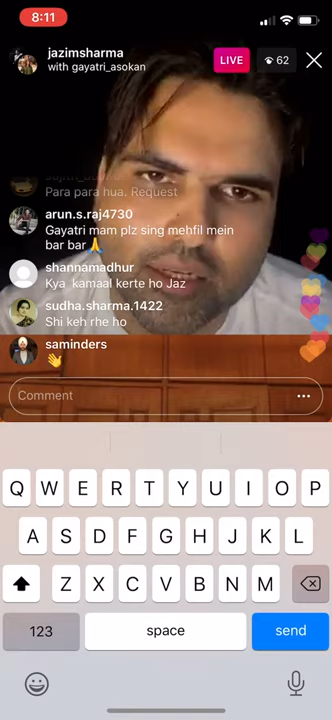 8:11
jazimsharma
with gayatri_asokan
LIVE
62
Para para hua. Request
arun.s.raj4730
Gayatri mam plz sing mehfil mein
bar bar🙏
shannamadhur
Kya kamaal kerte ho Jaz
sudha.sharma.1422
Shi keh rhe ho
saminders
👋
Comment
Q W E R T Y U I O P
A S D F G H J K L
Z X C V B N M
123
space
send